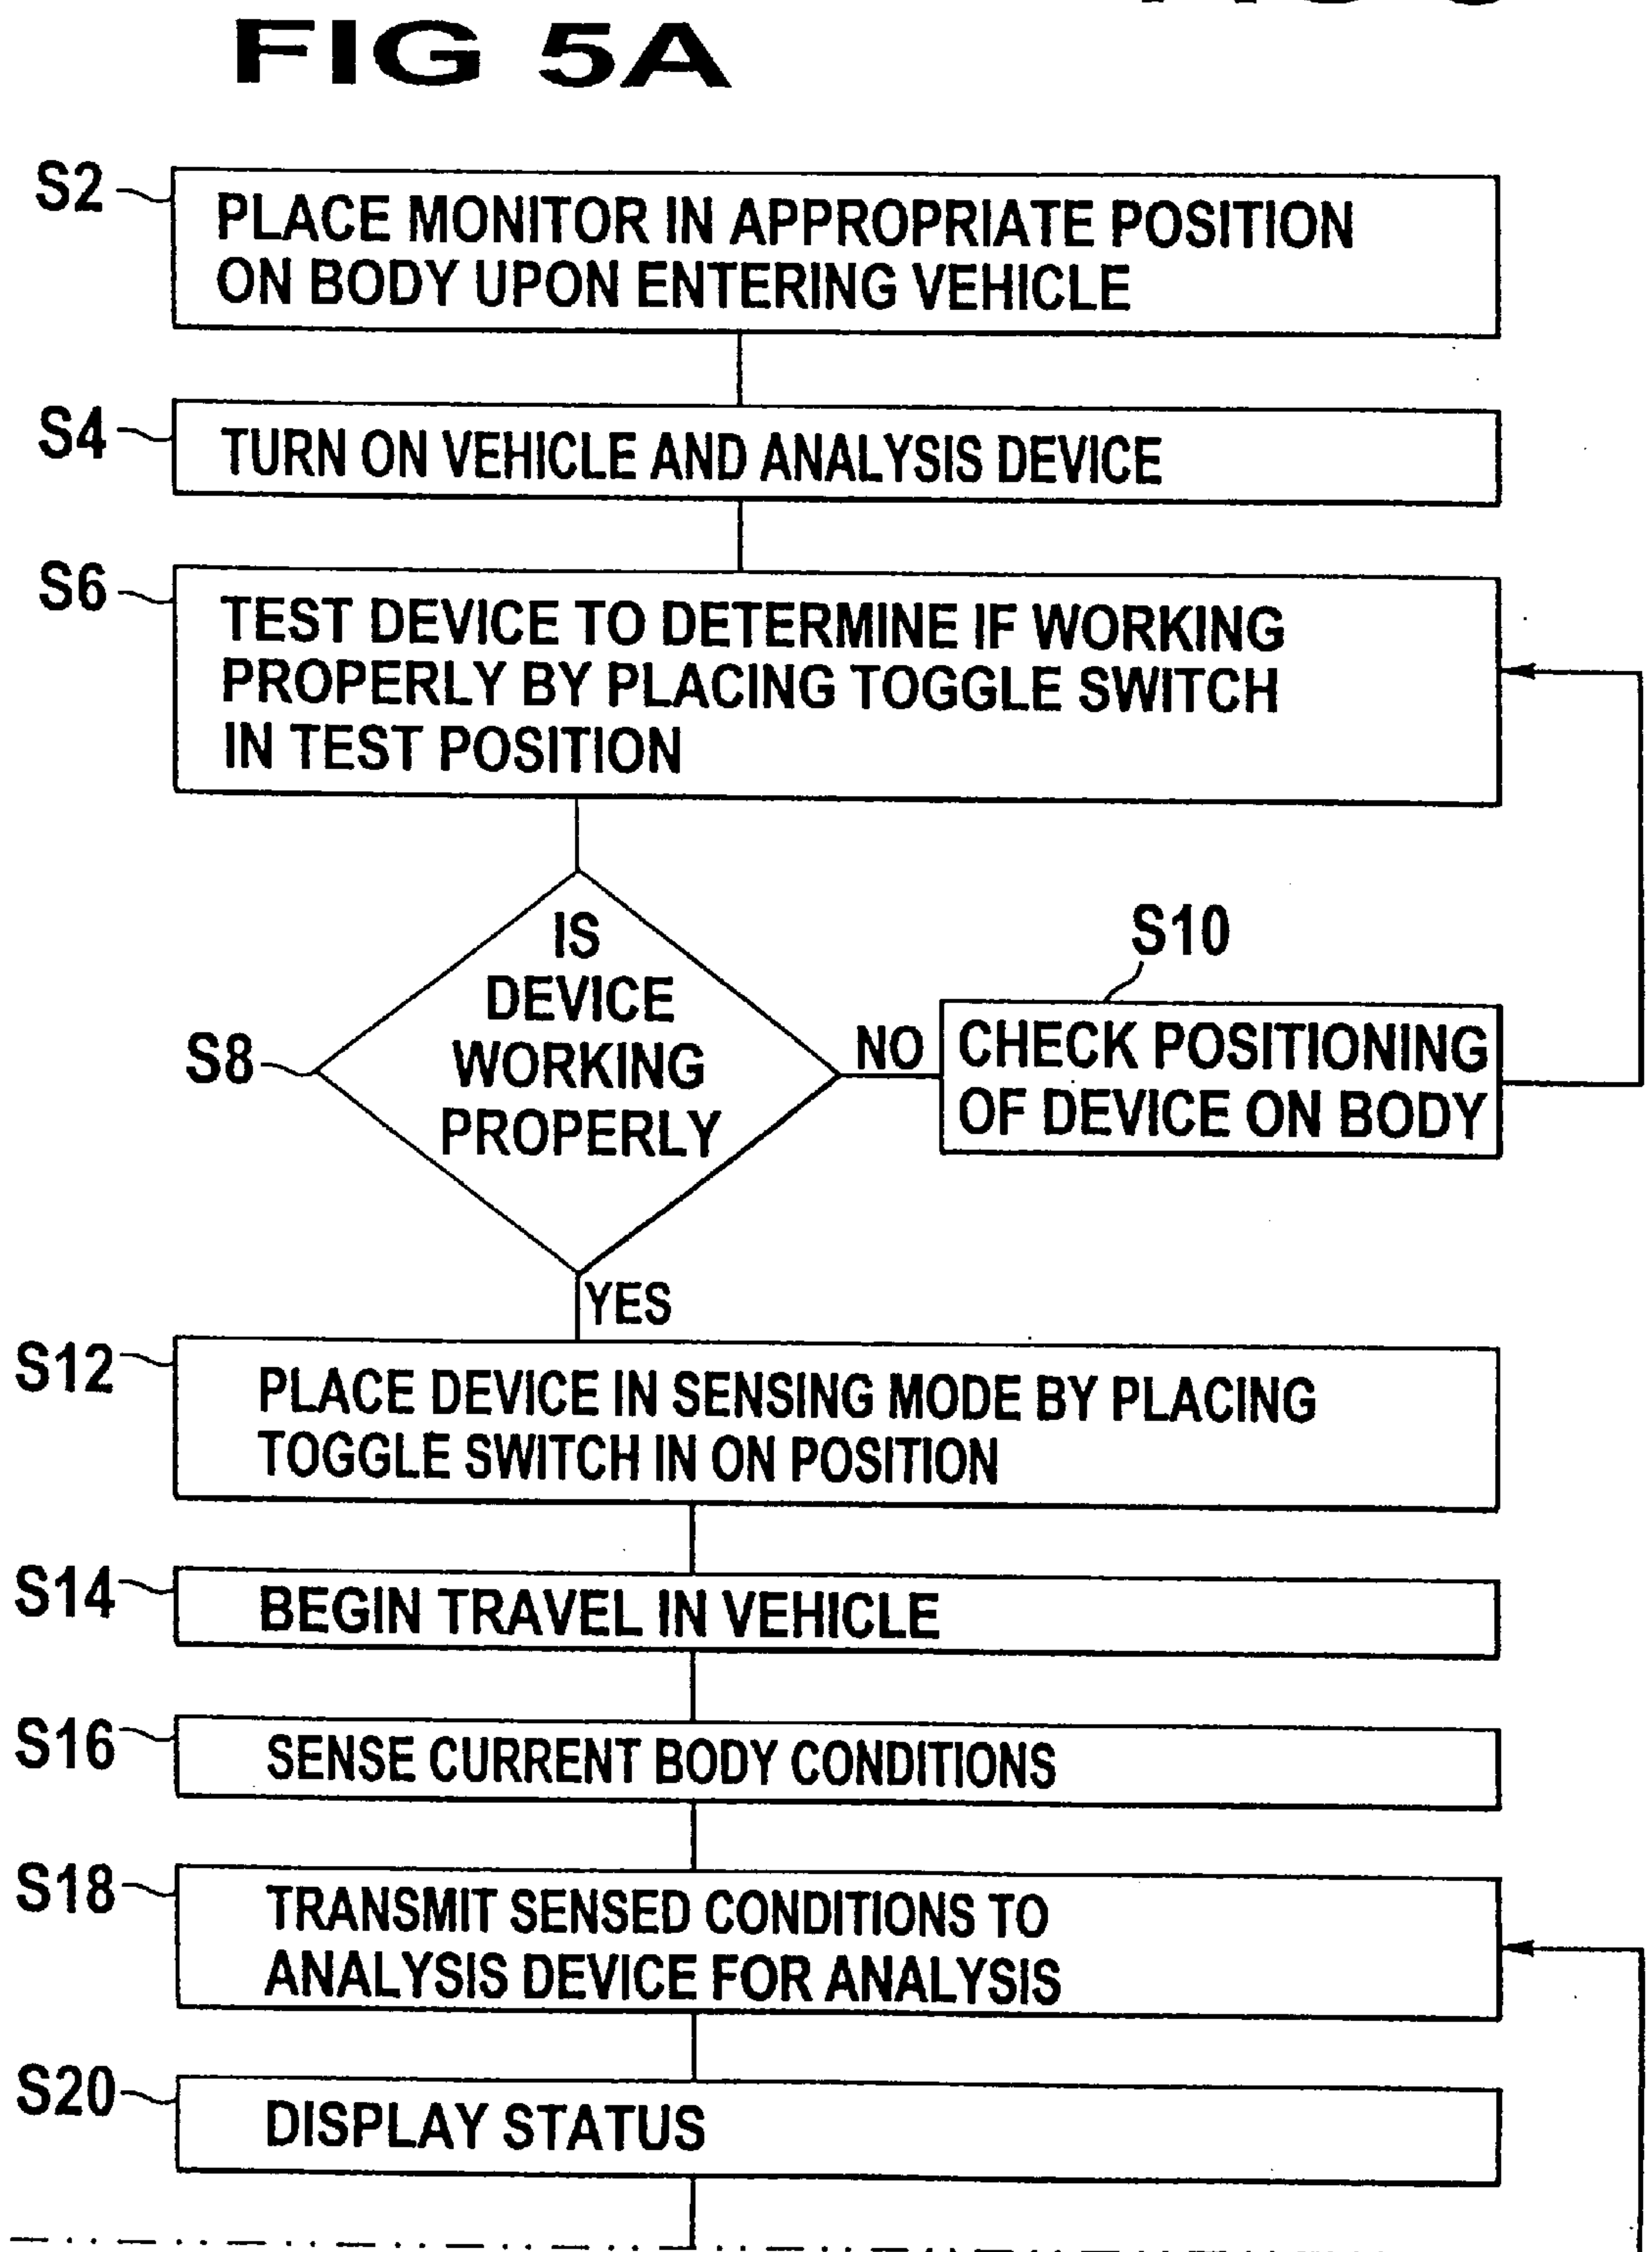 FIG 5A
S2
PLACE MONITOR IN APPROPRIATE POSITION
ON BODY UPON ENTERING VEHICLE
S4
TURN ON VEHICLE AND ANALYSIS DEVICE
S6
TEST DEVICE TO DETERMINE IF WORKING
PROPERLY BY PLACING TOGGLE SWITCH
IN TEST POSITION
S8
IS
DEVICE
WORKING
PROPERLY
NO
S10
CHECK POSITIONING
OF DEVICE ON BODY
YES
S12
PLACE DEVICE IN SENSING MODE BY PLACING
TOGGLE SWITCH IN ON POSITION
S14
BEGIN TRAVEL IN VEHICLE
S16
SENSE CURRENT BODY CONDITIONS
S18
TRANSMIT SENSED CONDITIONS TO
ANALYSIS DEVICE FOR ANALYSIS
S20
DISPLAY STATUS